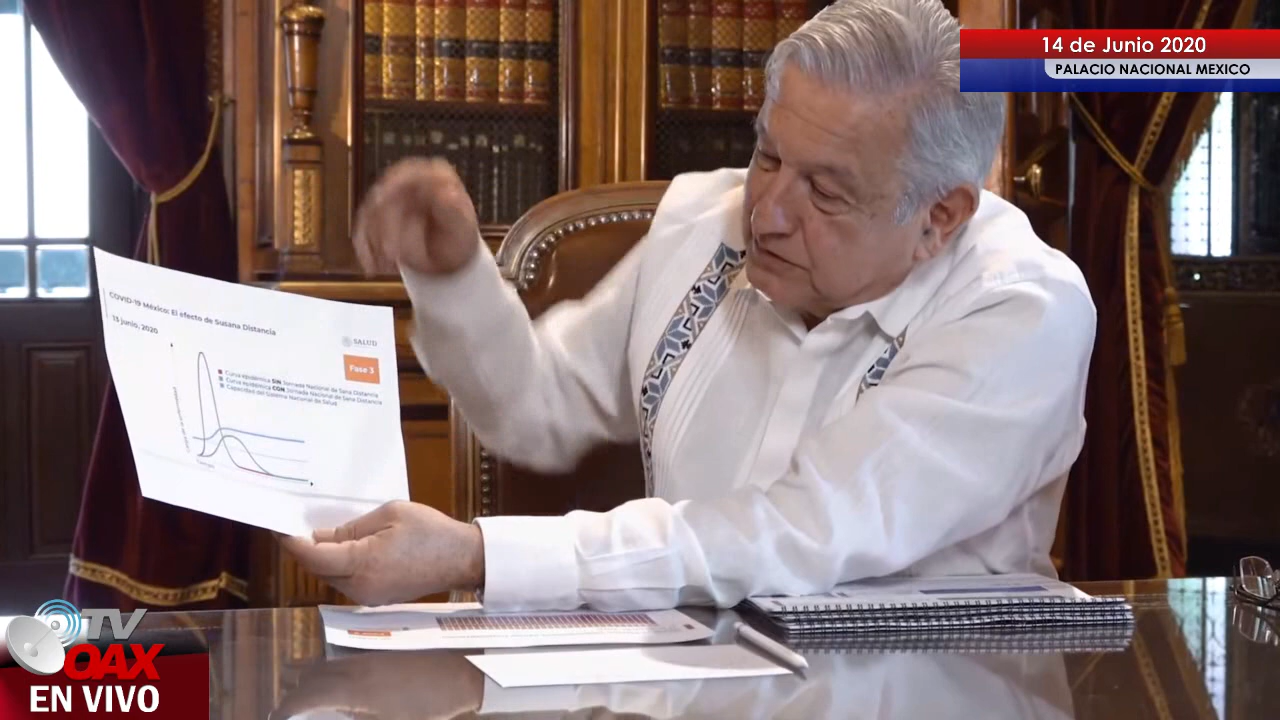 14 de Junio 2020
PALACIO NACIONAL MEXICO
COVID-19 México: El efecto de Susana Distancia
13 junio, 2020
SALUD
Fase 3
Curva epidémica SIN Jornada Nacional de Sana Distancia
Curva epidémica CON Jornada Nacional de Sana Distancia
Capacidad del Sistema Nacional de Salud
Tiempo
TV
OAX
EN VIVO